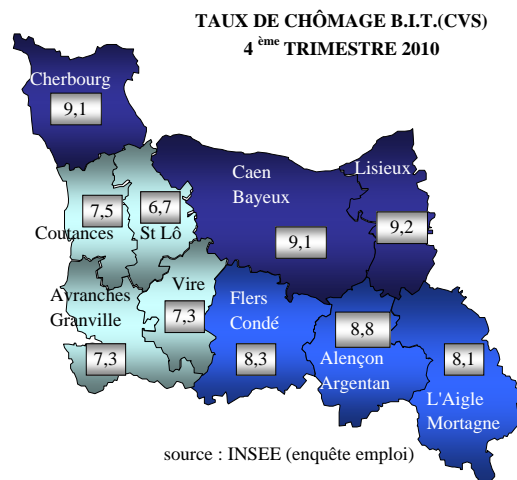 TAUX DE CHÔMAGE B.I.T.(CVS)
4 ème TRIMESTRE 2010
Cherbourg
9,1
Caen
Bayeux
9,1
Lisieux
9,2
7,5
Coutances
6,7
St Lô
Avranches
Granville
7,3
Vire
7,3
Flers
Condé
8,3
8,8
Alençon
Argentan
8,1
L'Aigle
Mortagne
source : INSEE (enquête emploi)